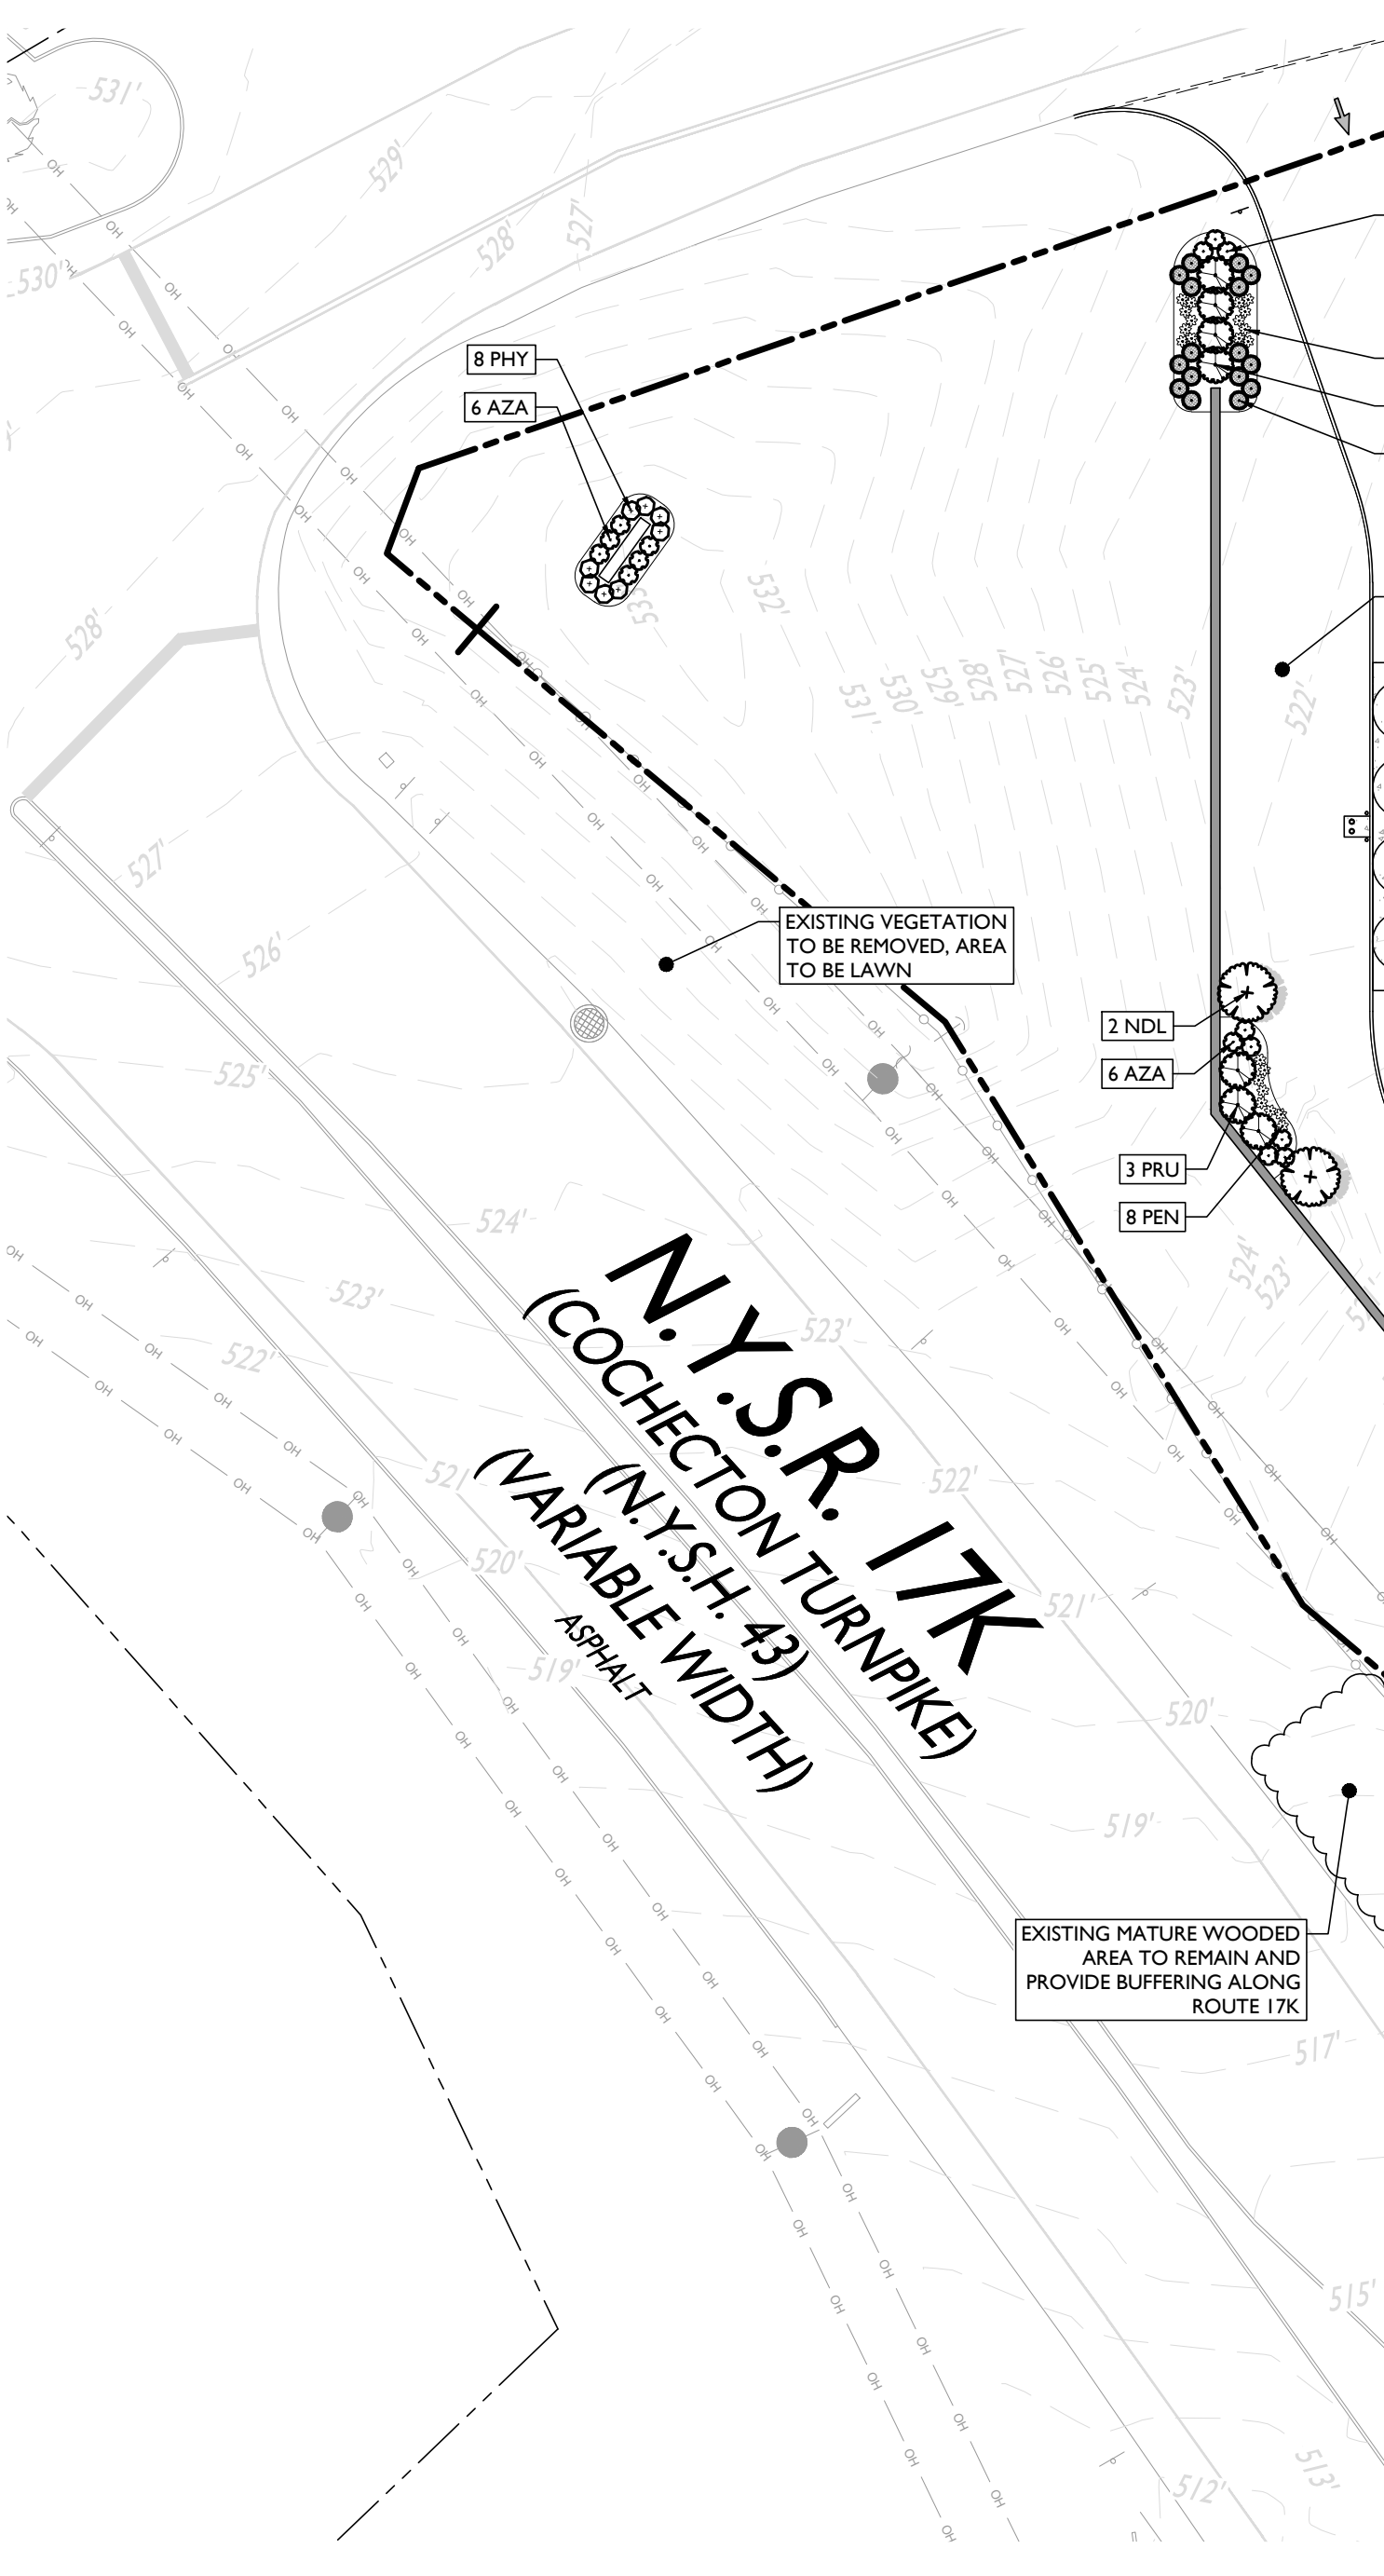 531'
529'
528'
527'
530'
8 PHY
6 AZA
533'
532'
531'
530'
529'
528'
527'
526'
525'
524'
523'
522'
528'
527'
526'
525'
EXISTING VEGETATION
TO BE REMOVED, AREA
TO BE LAWN
2 NDL
6 AZA
3 PRU
8 PEN
524'
523'
524'
523'
522'
523'
N.Y.S.R. 17K
(COCHECTON TURNPIKE)
(N.Y.S.H. 43)
(VARIABLE WIDTH)
ASPHALT
521'
520'
519'
522'
521'
520'
519'
EXISTING MATURE WOODED
AREA TO REMAIN AND
PROVIDE BUFFERING ALONG
ROUTE 17K
517'
515'
513'
512'
OH